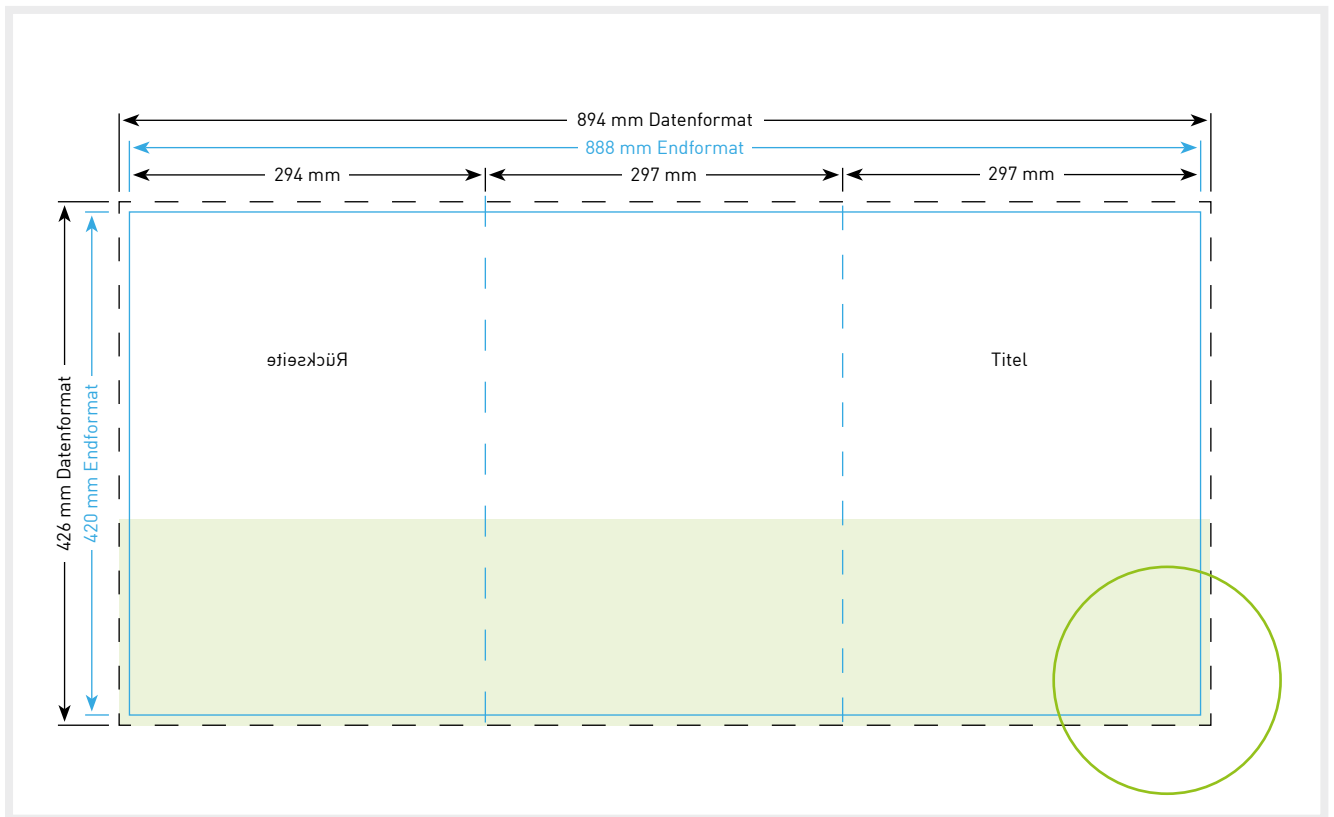 894 mm Datenformat
888 mm Endformat
294 mm
297 mm
297 mm
426 mm Datenformat
420 mm Endformat
Rückseite
Titel